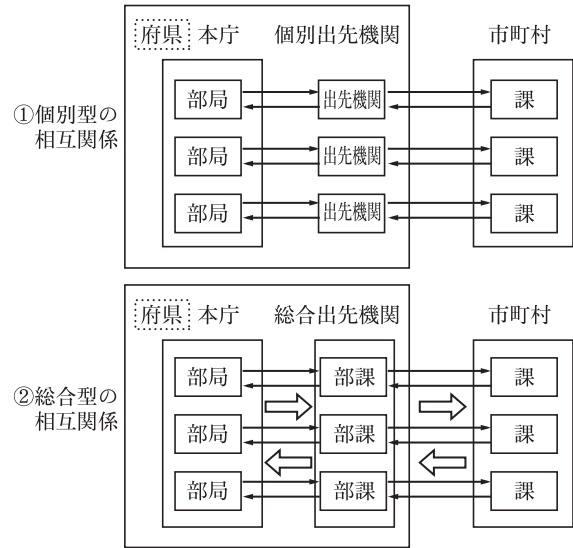 府県 本庁 個別出先機関 市町村
①個別型の
相互関係
部局 出先機関 課
部局 出先機関 課
部局 出先機関 課
府県 本庁 総合出先機関 市町村
②総合型の
相互関係
部局 部課 課
部局 部課 課
部局 部課 課